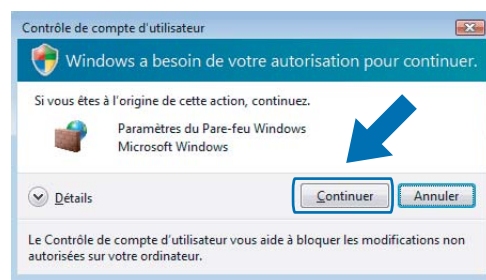 Contrôle de compte d'utilisateur
Windows a besoin de votre autorisation pour continuer.
Si vous êtes à l'origine de cette action, continuez.
Paramètres du Pare-feu Windows
Microsoft Windows
Détails
Continuer
Annuler
Le Contrôle de compte d'utilisateur vous aide à bloquer les modifications non
autorisées sur votre ordinateur.